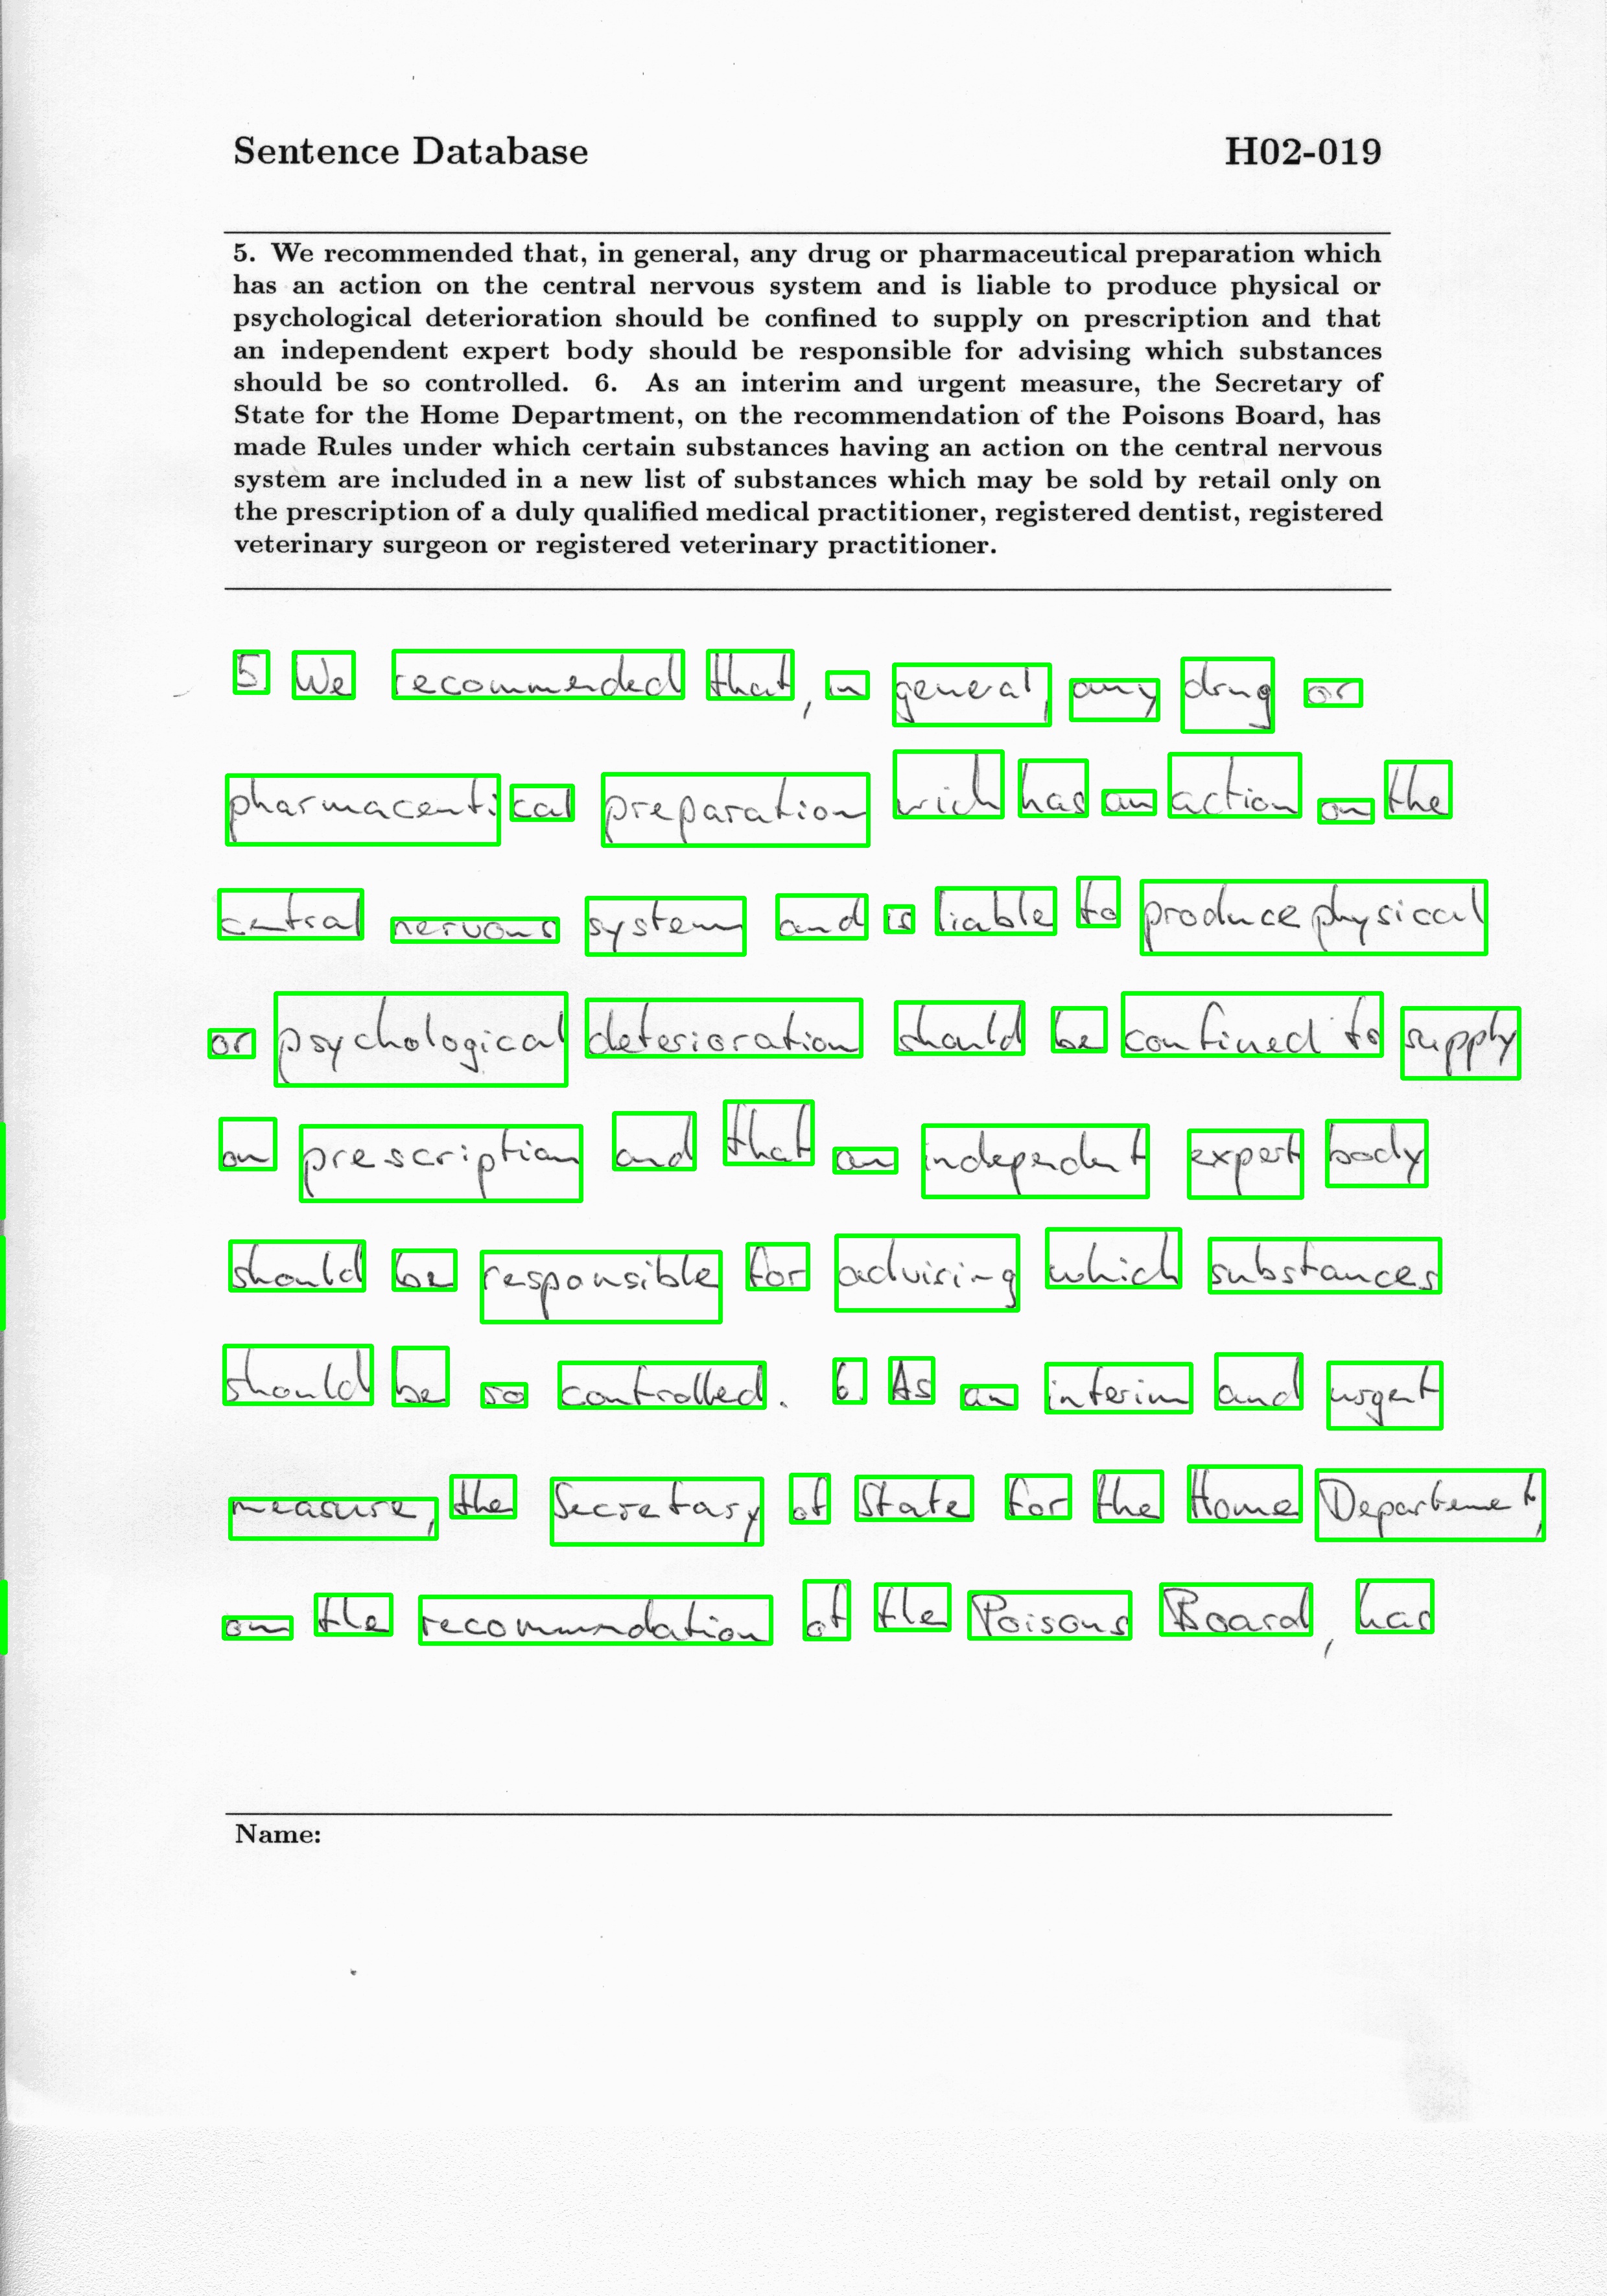 Sentence Database H02-019
5. We recommended that, in general, any drug or pharmaceutical preparation which
has an action on the central nervous system and is liable to produce physical or
psychological deterioration should be confined to supply on prescription and that
an independent expert body should be responsible for advising which substances
should be so controlled. 6. As an interim and urgent measure, the Secretary of
State for the Home Department, on the recommendation of the Poisons Board, has
made Rules under which certain substances having an action on the central nervous
system are included in a new list of substances which may be sold by retail only on
the prescription of a duly qualified medical practitioner, registered dentist, registered
veterinary surgeon or registered veterinary practitioner.
5. We recommended that, in general, any drug or
pharmaceutical preparation wich has an action on the
central nervous system and is liable to produce physical
or psychological deterioration should be confined to supply
on prescription and that an independent expert body
should be responsible for advising which substances
should be so controlled. 6. As an interim and urgent
measure, the Secretary of State for the Home Departement,
on the recommendation of the Poisons Board, has
Name: